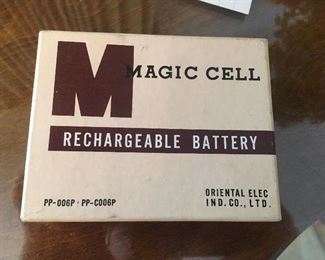 M MAGIC CELL
RECHARGEABLE BATTERY
PP-006P · PP-C006P
ORIENTAL ELEC
IND. CO., LTD.